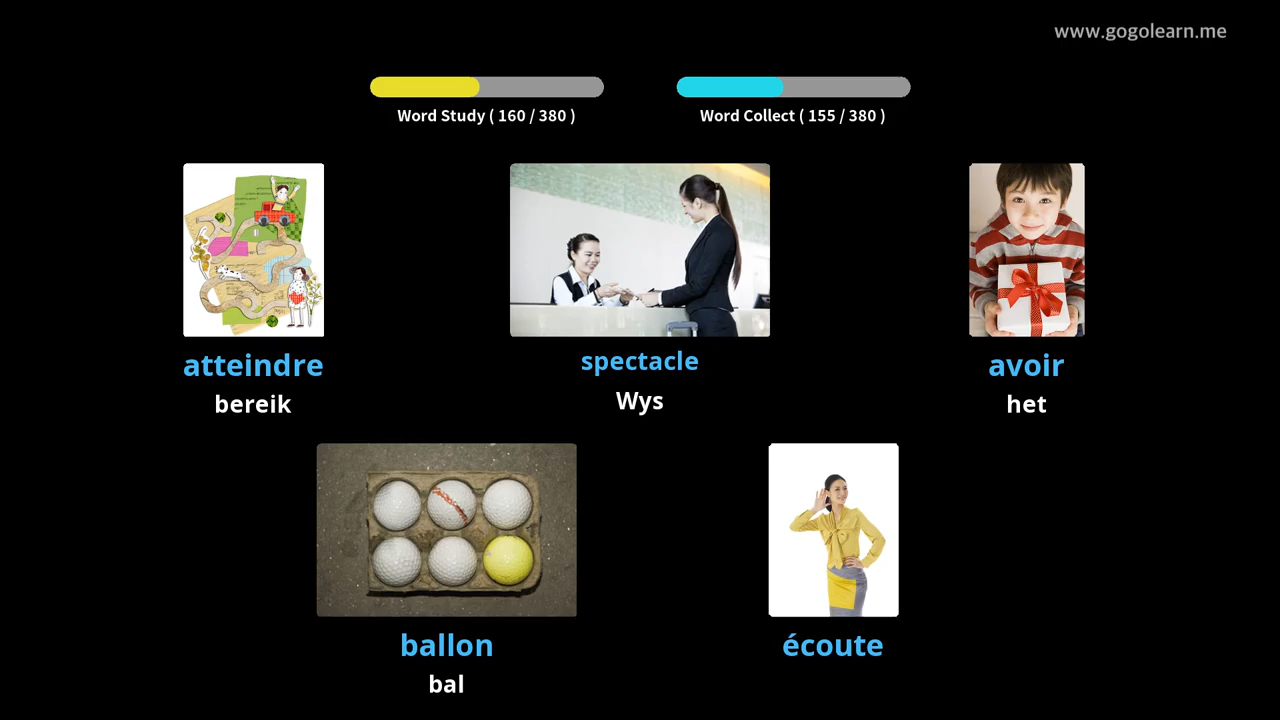 www.gogolearn.me
Word Study ( 160 / 380 )
Word Collect ( 155 / 380 )
atteindre
bereik
spectacle
Wys
avoir
het
ballon
bal
écoute